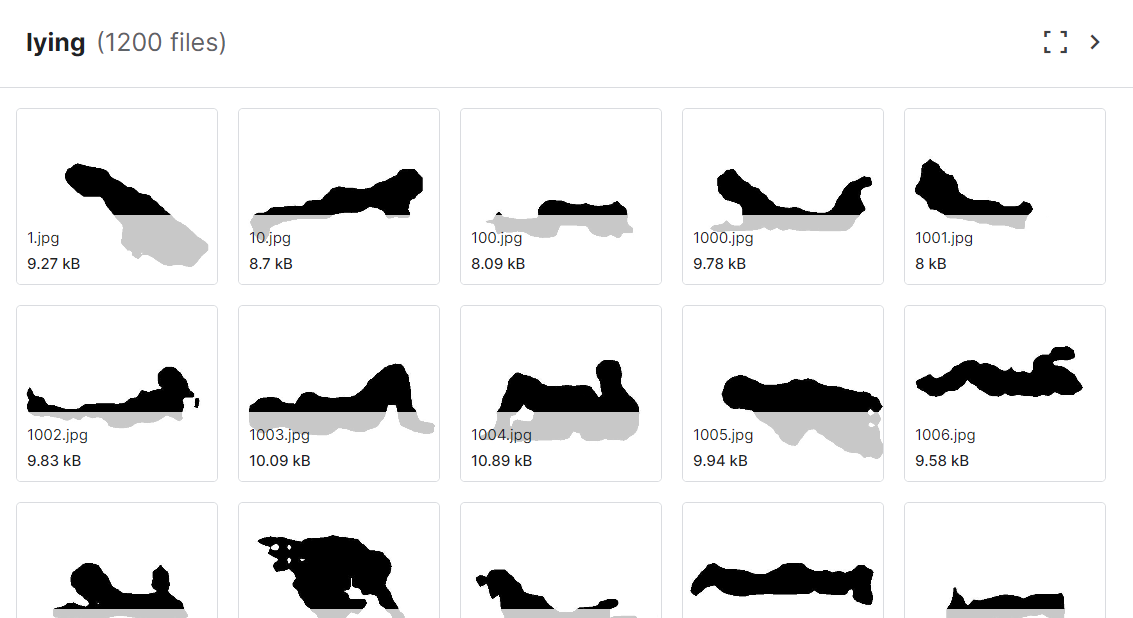 lying (1200 files)
1.jpg
9.27 kB
10.jpg
8.7 kB
100.jpg
8.09 kB
1000.jpg
9.78 kB
1001.jpg
8 kB
1002.jpg
9.83 kB
1003.jpg
10.09 kB
1004.jpg
10.89 kB
1005.jpg
9.94 kB
1006.jpg
9.58 kB